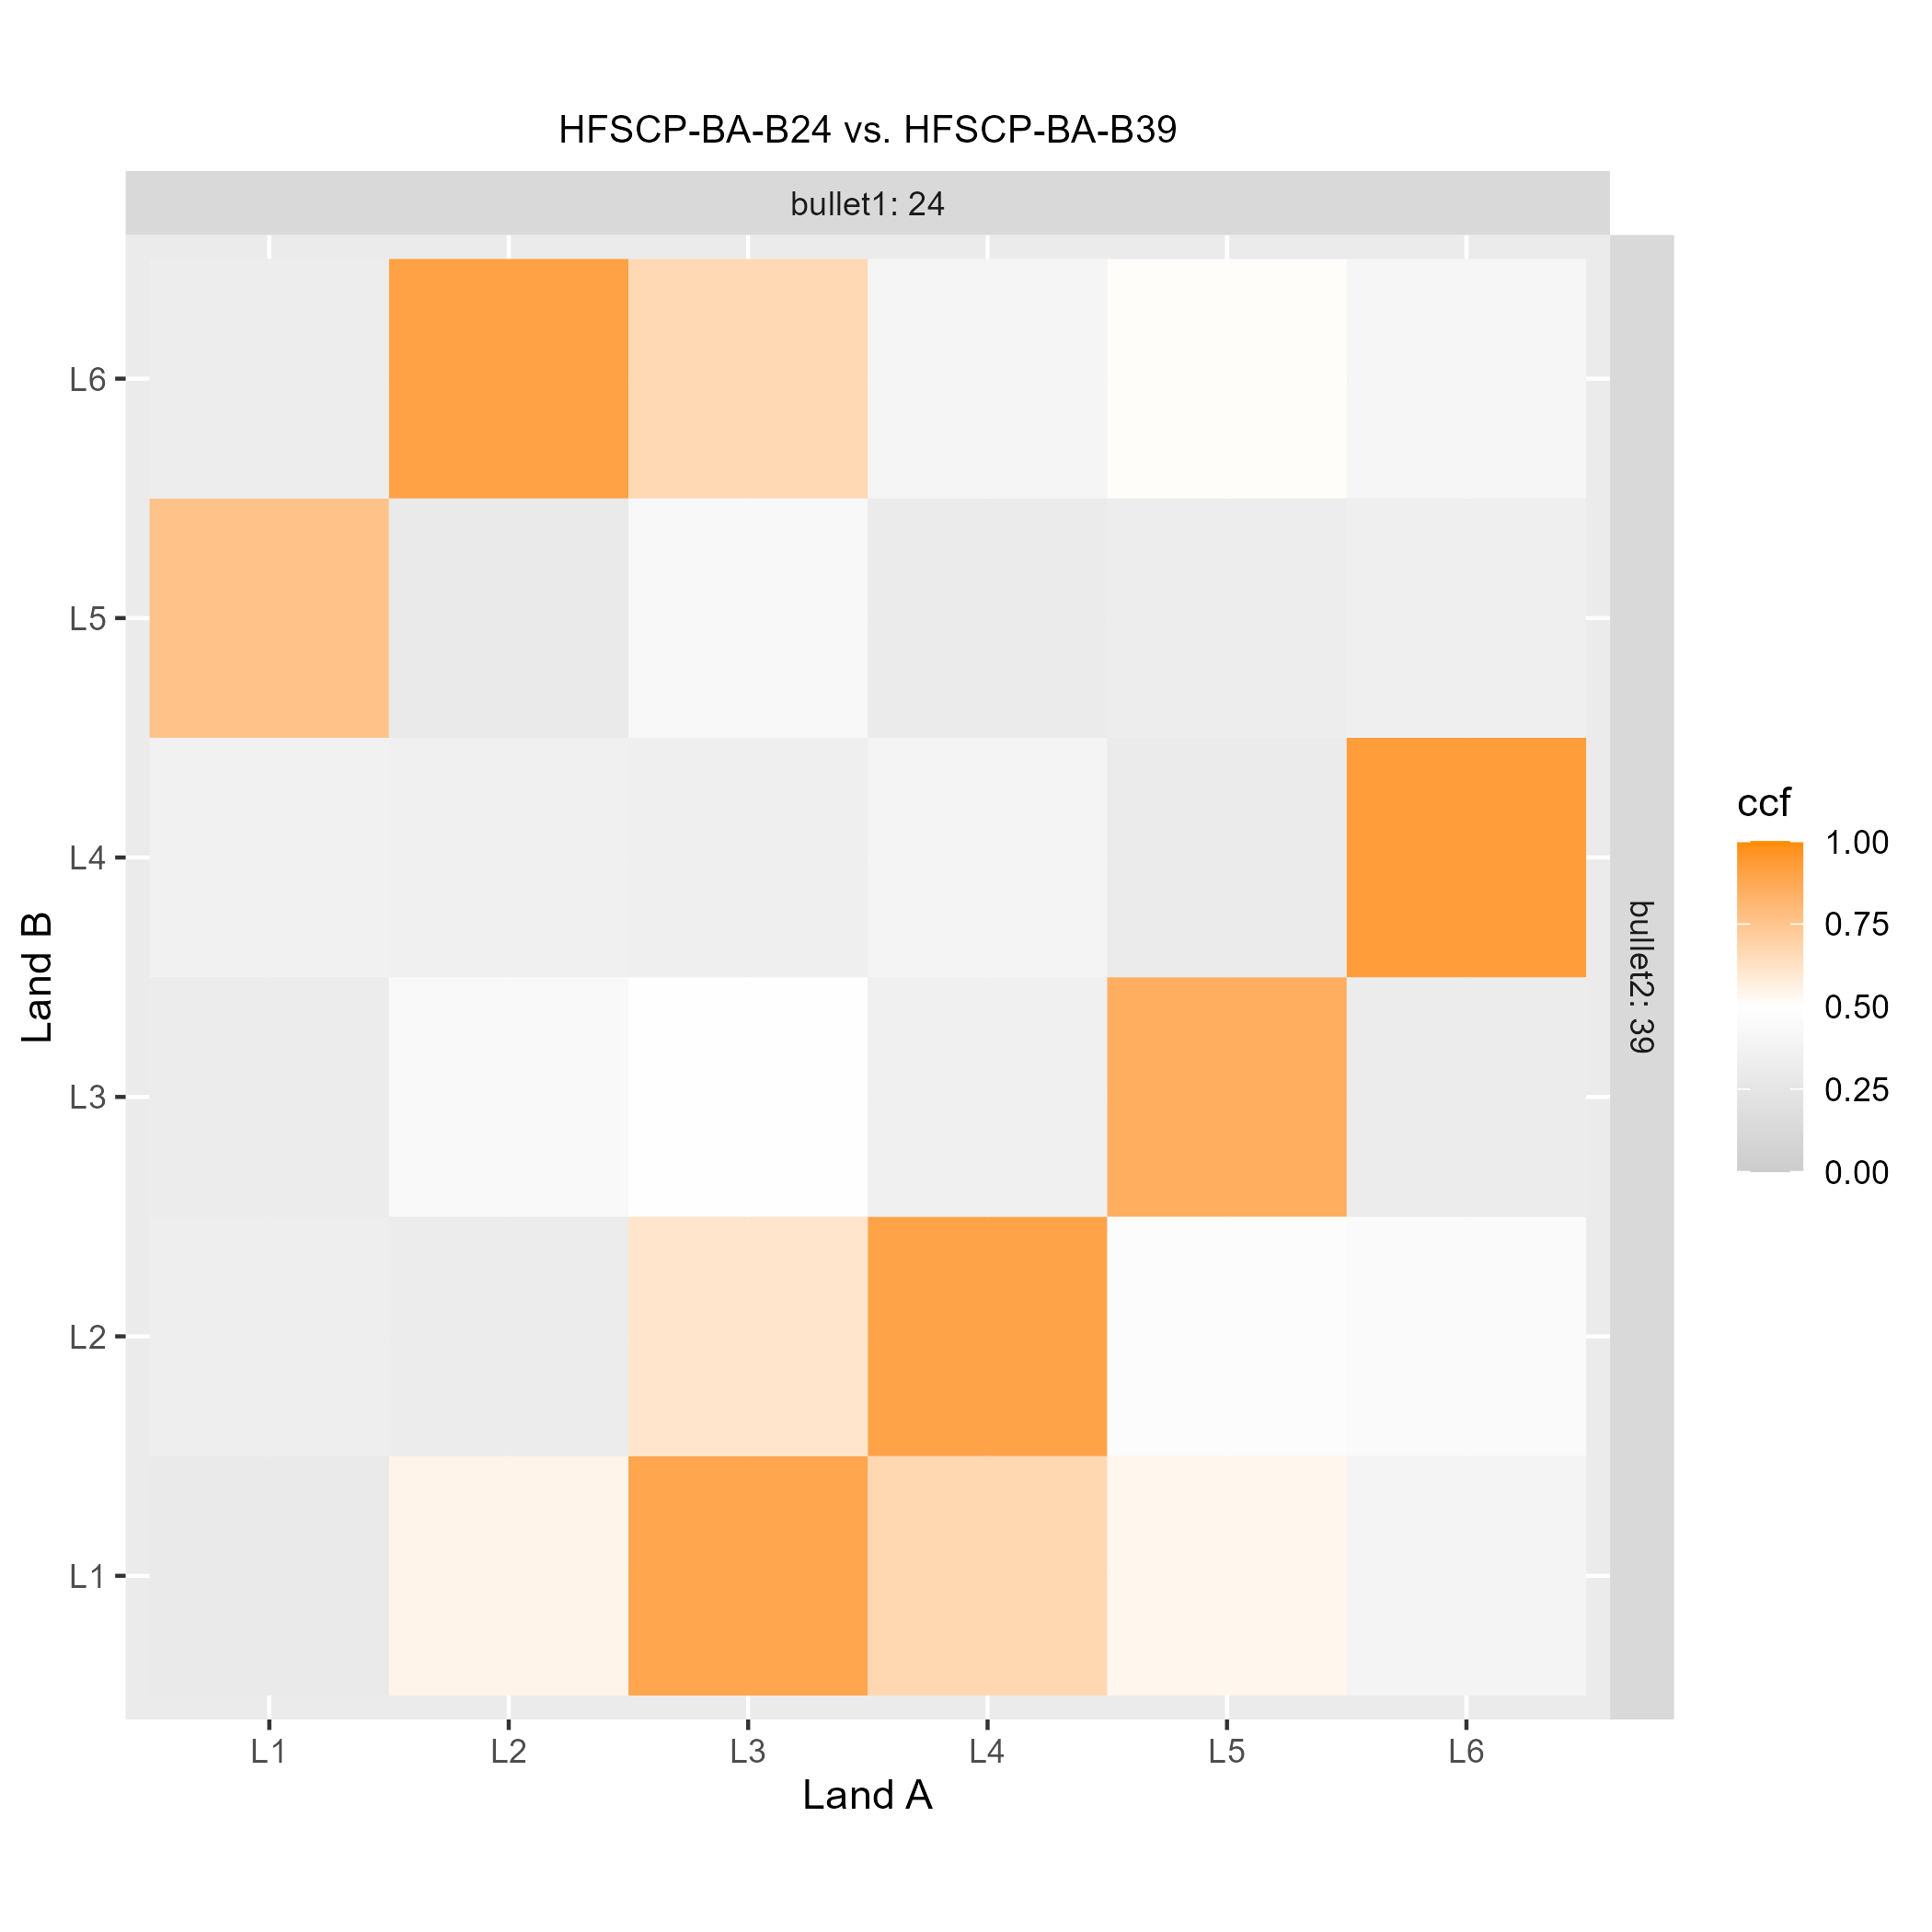 HFSCP-BA-B24 vs. HFSCP-BA-B39
bullet1: 24
L6
L5
L4
L3
L2
L1
Land B
bullet2: 39
L1 L2 L3 L4 L5 L6
Land A
ccf
1.00
0.75
0.50
0.25
0.00